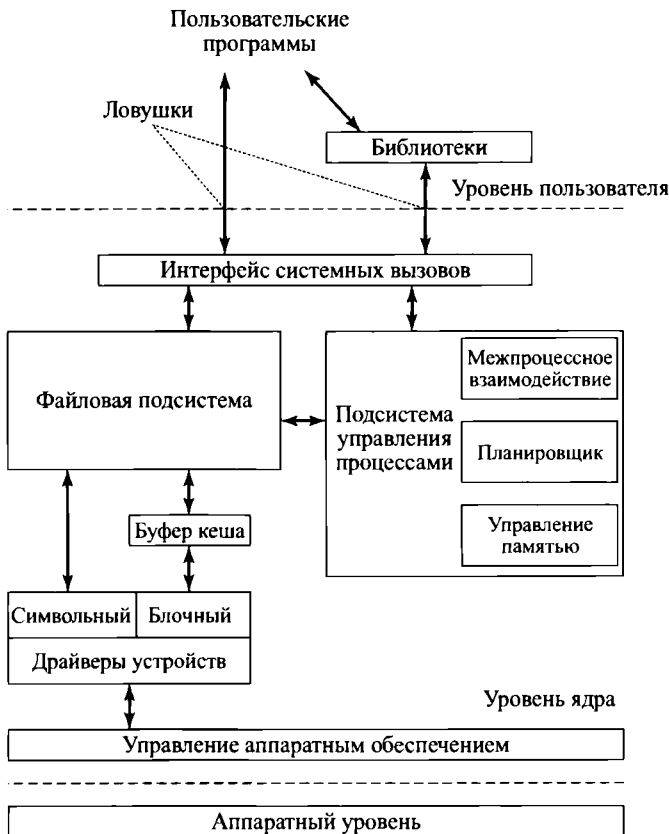 Пользовательские
программы
Ловушки
Библиотеки
Уровень пользователя
Интерфейс системных вызовов
Файловая подсистема
Подсистема
управления
процессами
Межпроцессное
взаимодействие
Планировщик
Управление
памятью
Буфер кеша
Символьный
Блочный
Драйверы устройств
Уровень ядра
Управление аппаратным обеспечением
Аппаратный уровень